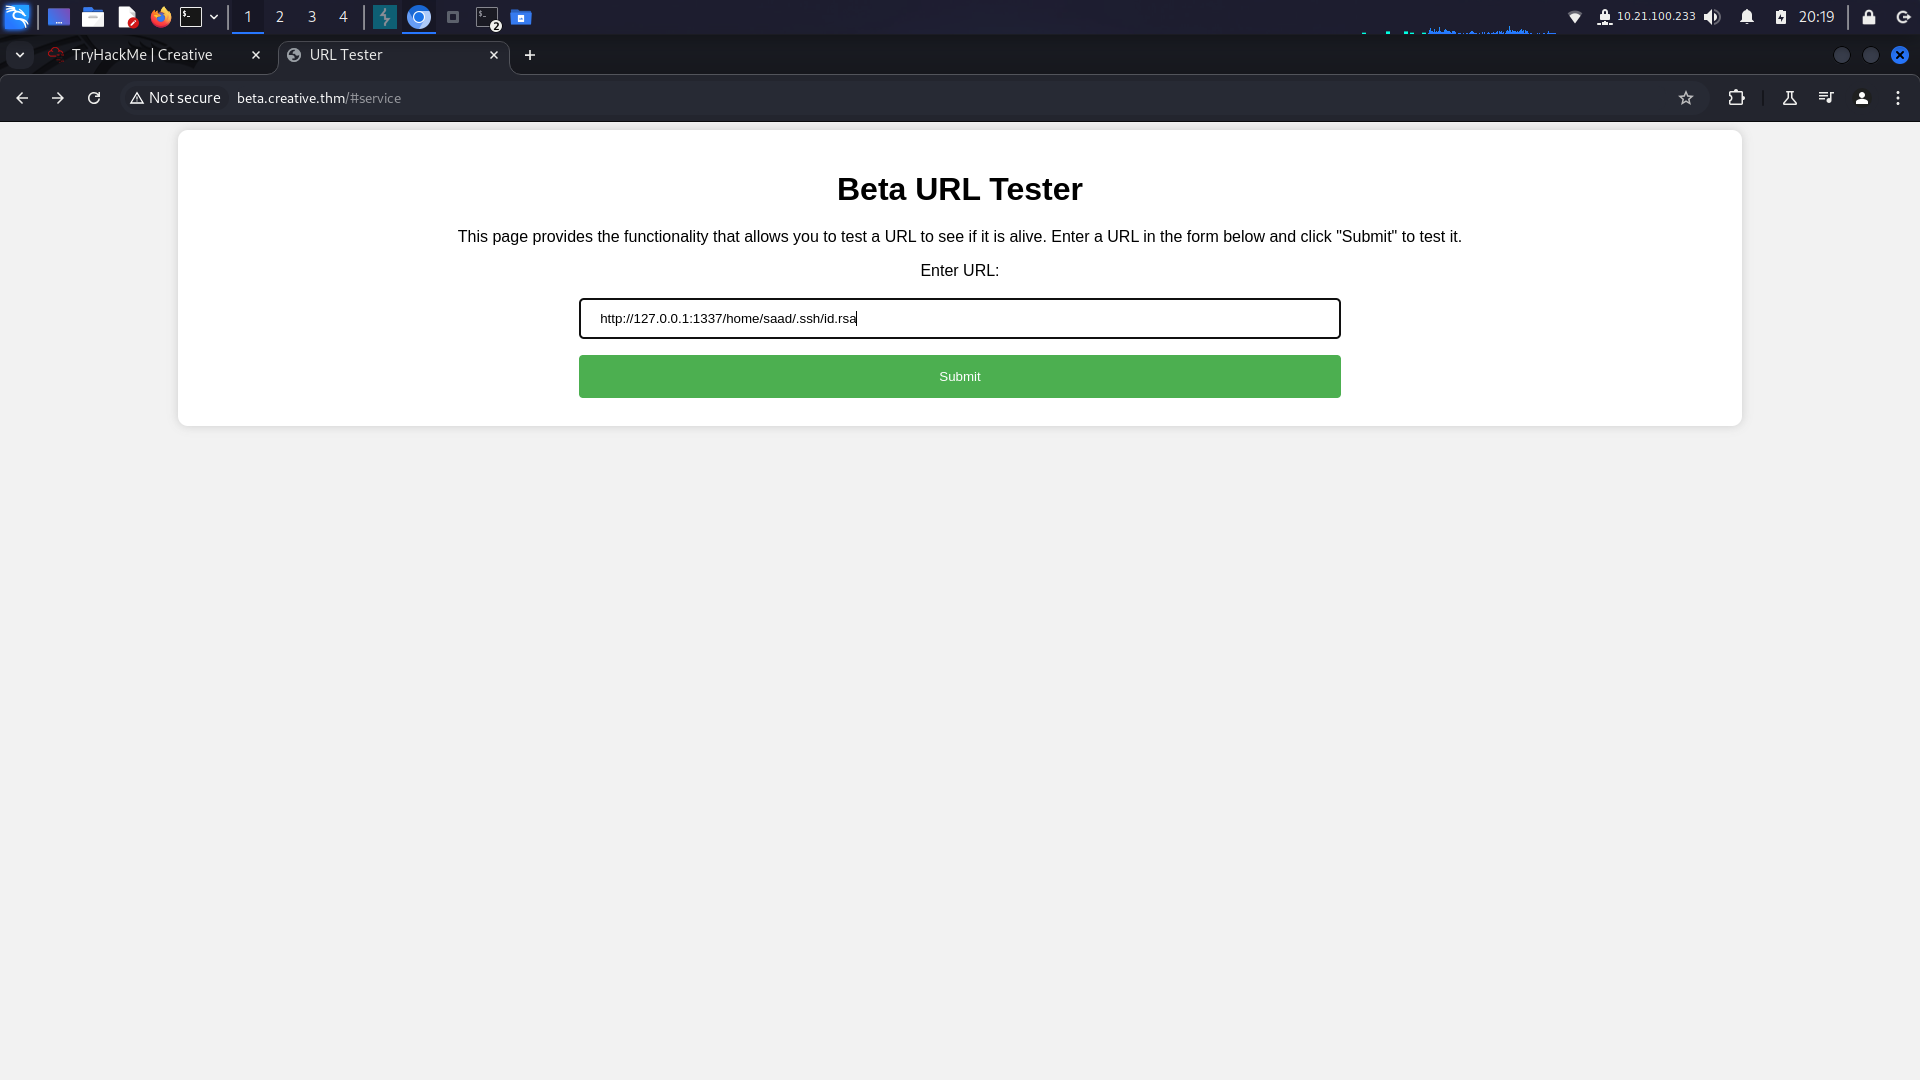 1 2 3 4 2 10.21.100.233 20:19
TryHackMe | Creative URL Tester
Not secure beta.creative.thm/#service
Beta URL Tester
This page provides the functionality that allows you to test a URL to see if it is alive. Enter a URL in the form below and click "Submit" to test it.
Enter URL:
http://127.0.0.1:1337/home/saad/.ssh/id.rsa
Submit